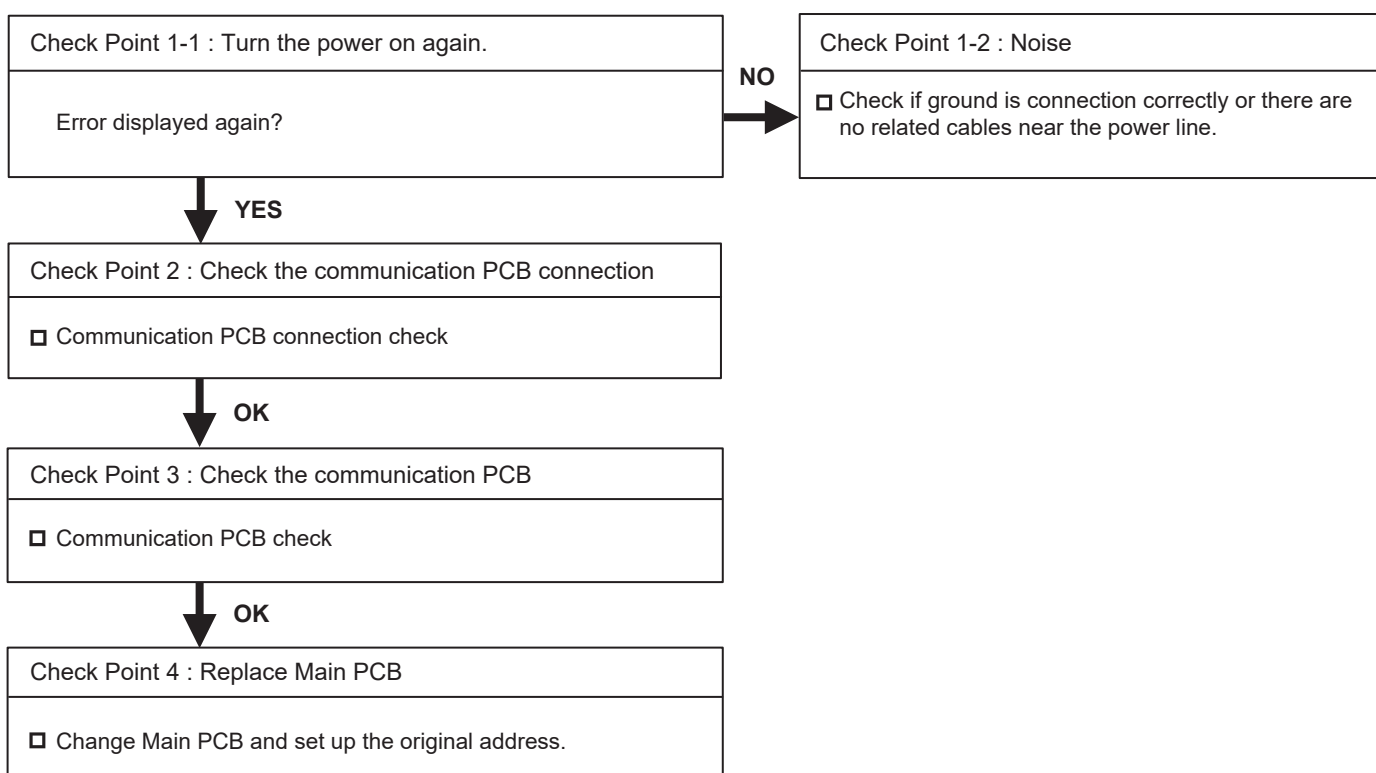 Check Point 1-1 : Turn the power on again.
Error displayed again?
NO
Check Point 1-2 : Noise
Check if ground is connection correctly or there are
no related cables near the power line.
YES
Check Point 2 : Check the communication PCB connection
Communication PCB connection check
OK
Check Point 3 : Check the communication PCB
Communication PCB check
OK
Check Point 4 : Replace Main PCB
Change Main PCB and set up the original address.